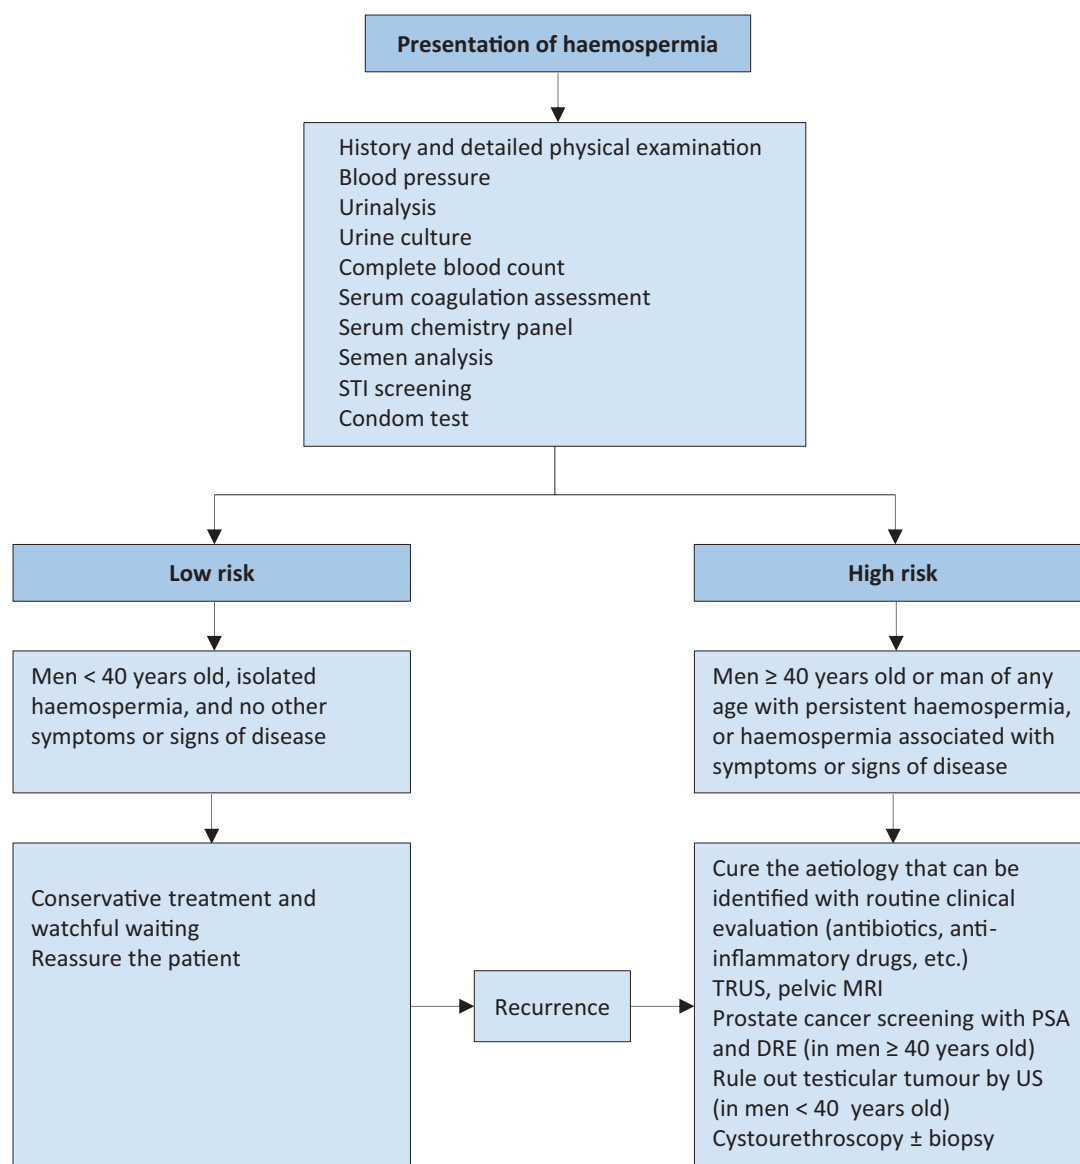 Presentation of haemospermia
History and detailed physical examination
Blood pressure
Urinalysis
Urine culture
Complete blood count
Serum coagulation assessment
Serum chemistry panel
Semen analysis
STI screening
Condom test
Low risk
High risk
Men < 40 years old, isolated
haemospermia, and no other
symptoms or signs of disease
Men ≥ 40 years old or man of any
age with persistent haemospermia,
or haemospermia associated with
symptoms or signs of disease
Conservative treatment and
watchful waiting
Reassure the patient
Recurrence
Cure the aetiology that can be
identified with routine clinical
evaluation (antibiotics, anti-
inflammatory drugs, etc.)
TRUS, pelvic MRI
Prostate cancer screening with PSA
and DRE (in men ≥ 40 years old)
Rule out testicular tumour by US
(in men < 40 years old)
Cystourethroscopy ± biopsy